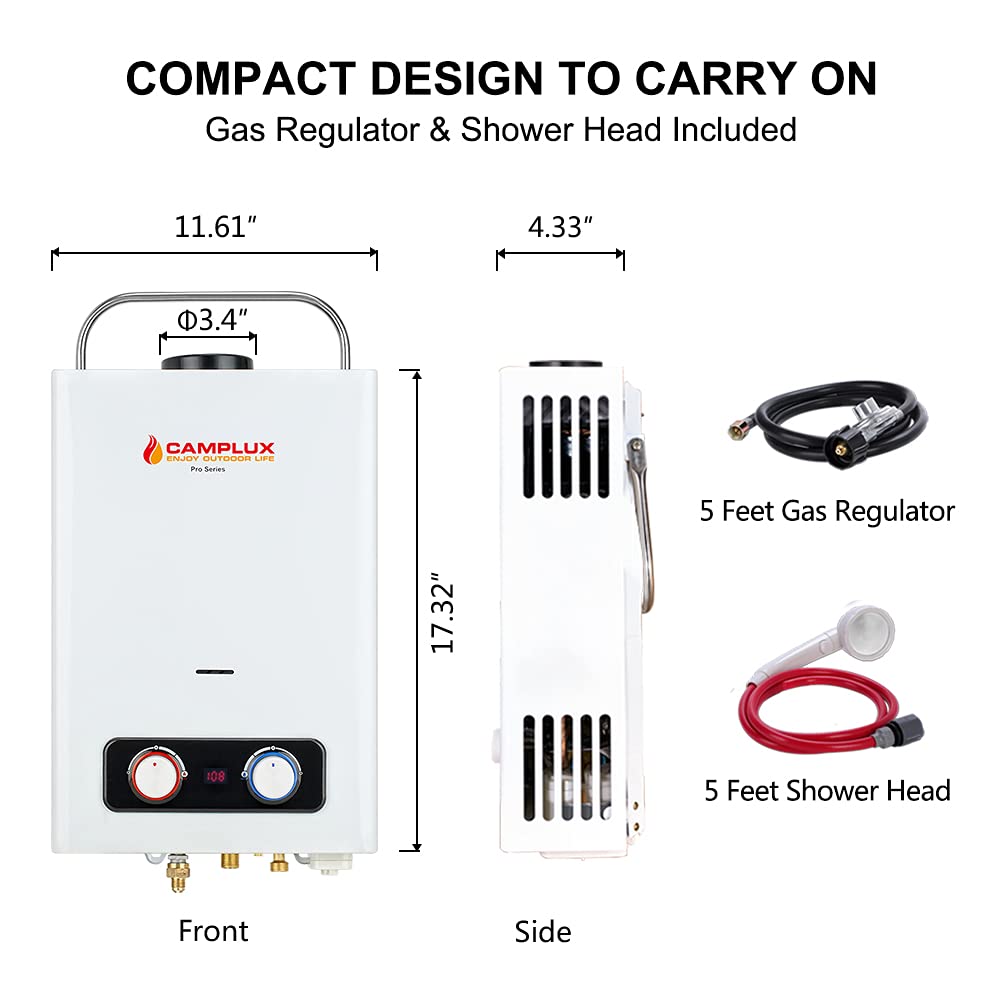 COMPACT DESIGN TO CARRY ON
Gas Regulator & Shower Head Included
11.61"
4.33"
Φ3.4"
CAMPLUX
ENJOY OUTDOOR LIFE
Pro Series
17.32"
108
5 Feet Gas Regulator
5 Feet Shower Head
Front
Side